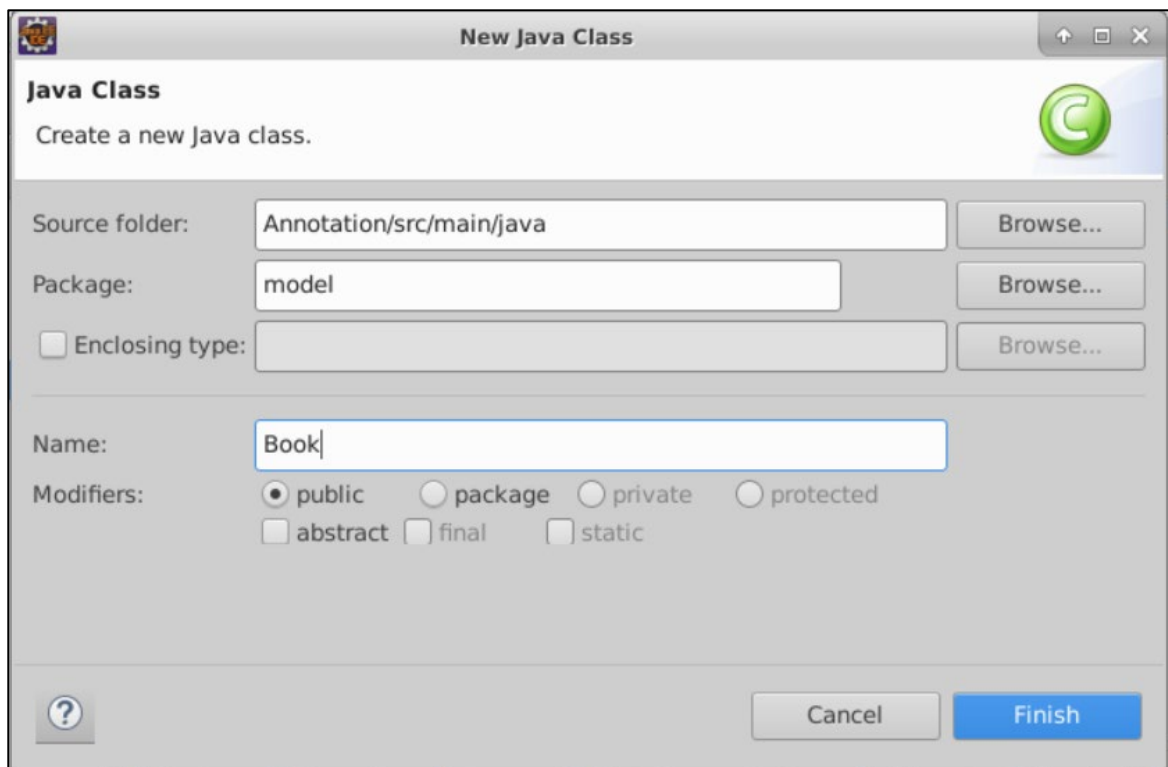 New Java Class
Java Class
Create a new Java class.
Source folder: Annotation/src/main/java Browse...
Package: model Browse...
Enclosing type: Browse...
Name: Book
Modifiers: public package private protected
abstract final static
? Cancel Finish